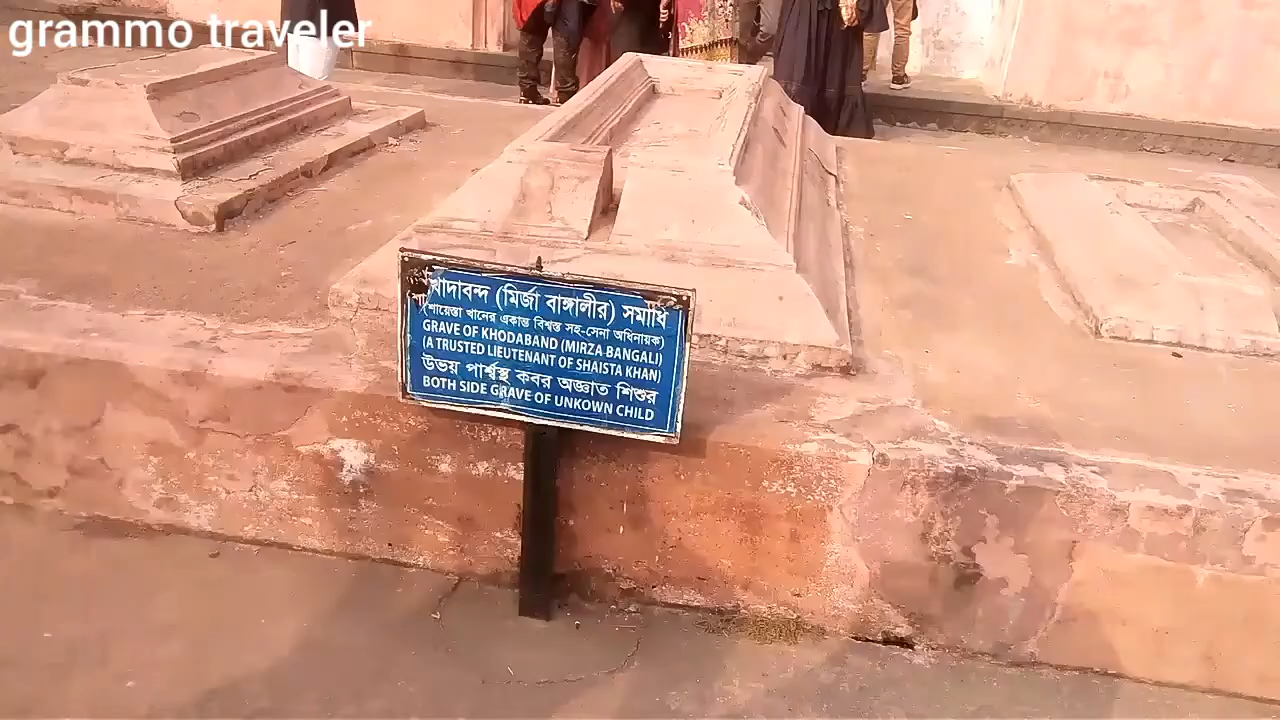 grammo traveler
খোদাবন্দ (মির্জা বাঙ্গালীর) সমাধি
(শায়েস্তা খানের একান্ত বিশ্বস্ত সহ-সেনা অধিনায়ক)
GRAVE OF KHODABAND (MIRZA BANGALI)
(A TRUSTED LIEUTENANT OF SHAISTA KHAN)
উভয় পার্শ্বস্থ কবর অজ্ঞাত শিশুর
BOTH SIDE GRAVE OF UNKOWN CHILD